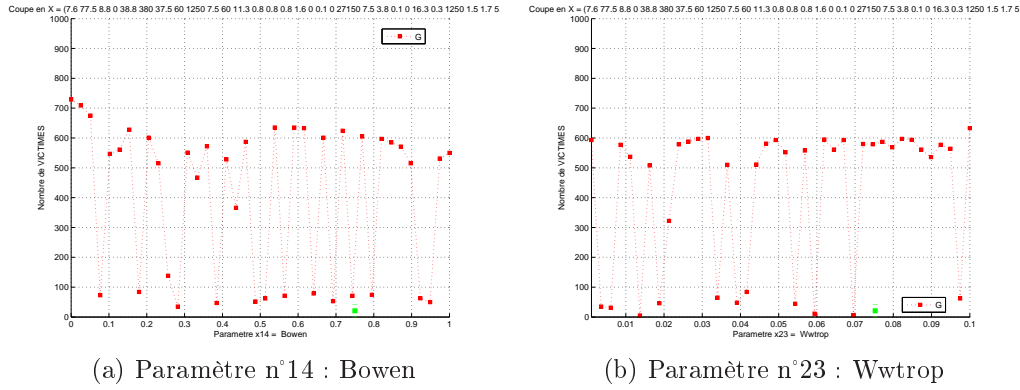 Coupe en X = (7.6 77.5 8.8 0 38.8 380 37.5 60 1250 7.5 60 11.3 0.8 0.8 0.8 1.6 0.1 0 27150 7.5 3.8 0.1 0 16.3 0.3 1250 1.5 1.7 5
1000
900
800
700
600
500
400
300
200
100
0
Nombre de VICTIMES
G
0 0.1 0.2 0.3 0.4 0.5 0.6 0.7 0.8 0.9 1
Parametre x14 = Bowen
(a) Paramètre n°14 : Bowen
Coupe en X = (7.6 77.5 8.8 0 38.8 380 37.5 60 1250 7.5 60 11.3 0.8 0.8 0.8 1.6 0.1 0 27150 7.5 3.8 0.1 0 16.3 0.3 1250 1.5 1.7 5
1000
900
800
700
600
500
400
300
200
100
0
Nombre de VICTIMES
G
0.01 0.02 0.03 0.04 0.05 0.06 0.07 0.08 0.09 0.1
Parametre x23 = Wwtrop
(b) Paramètre n°23 : Wwtrop